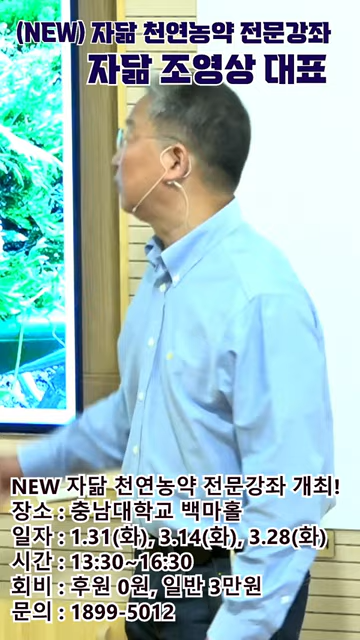 (NEW) 자닮 천연농약 전문강좌
자닮 조영상 대표
NEW 자닮 천연농약 전문강좌 개최!
장소 : 충남대학교 백마홀
일자 : 1.31(화), 3.14(화), 3.28(화)
시간 : 13:30~16:30
회비 : 후원 0원, 일반 3만원
문의 : 1899-5012